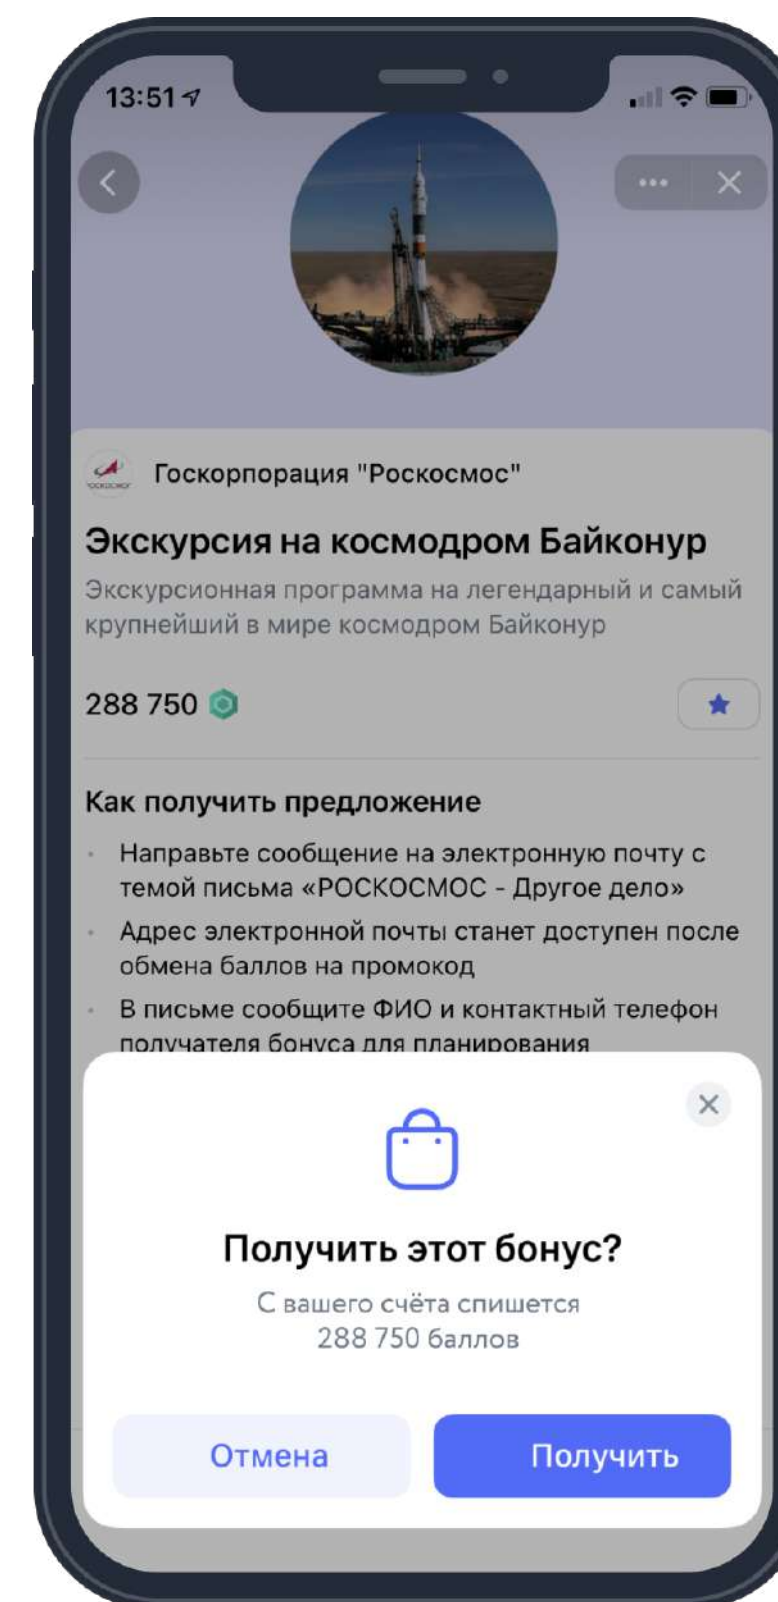 13:51
Госкорпорация "Роскосмос"
Экскурсия на космодром Байконур
Экскурсионная программа на легендарный и самый
крупнейший в мире космодром Байконур
288 750
Как получить предложение
Направьте сообщение на электронную почту с
темой письма «РОСКОСМОС - Другое дело»
Адрес электронной почты станет доступен после
обмена баллов на промокод
В письме сообщите ФИО и контактный телефон
получателя бонуса для планирования
Получить этот бонус?
С вашего счёта спишется
288 750 баллов
Отмена
Получить